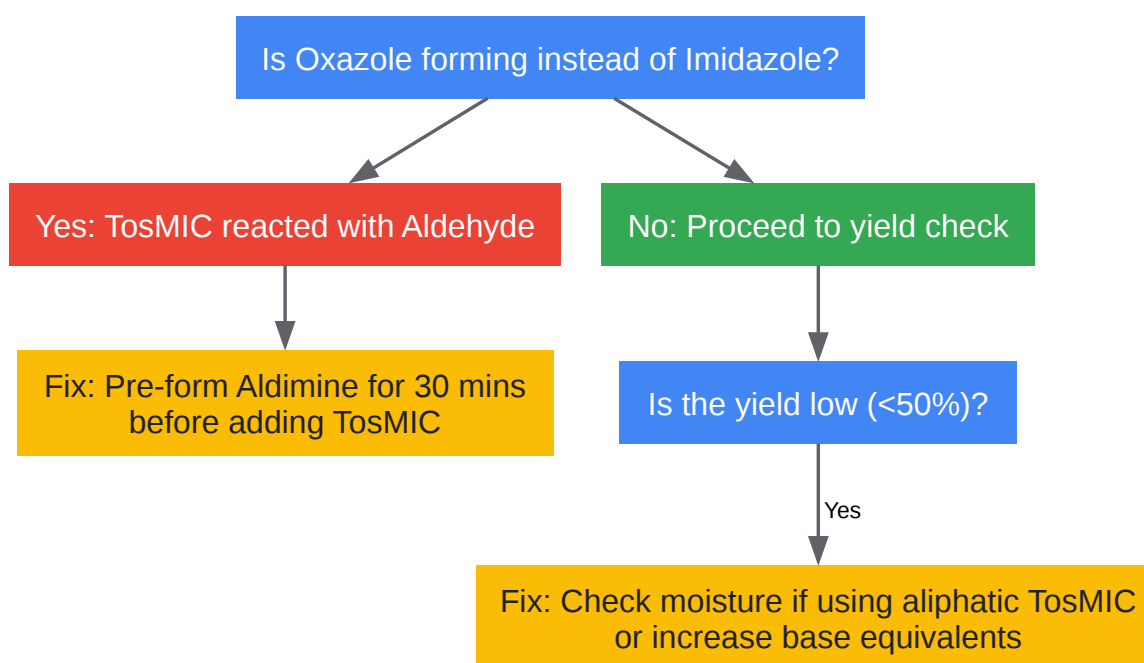 Is Oxazole forming instead of Imidazole?
Yes: TosMIC reacted with Aldehyde
No: Proceed to yield check
Fix: Pre-form Aldimine for 30 mins
before adding TosMIC
Is the yield low (<50%)?
Yes
Fix: Check moisture if using aliphatic TosMIC
or increase base equivalents